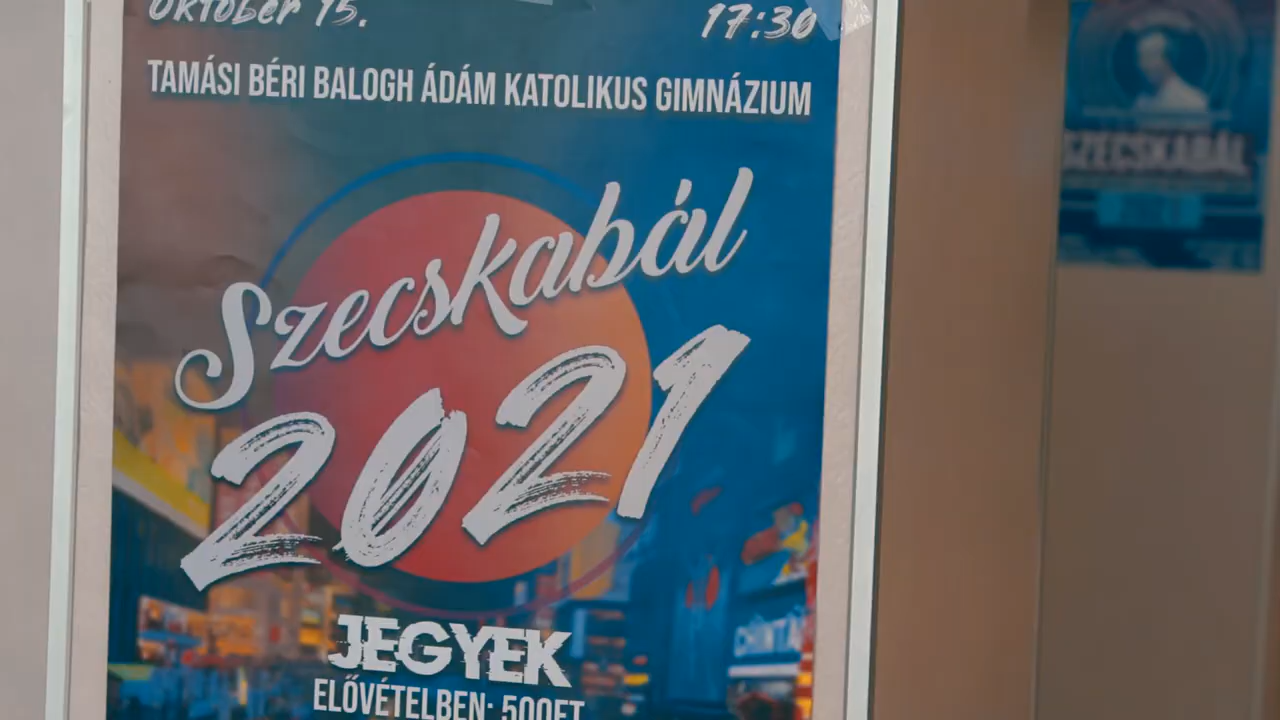 Október 15. 17:30
TAMÁSI BÉRI BALOGH ÁDÁM KATOLIKUS GIMNÁZIUM
Szecskabál
2021
JEGYEK
ELŐVÉTELBEN: 500FT
SZECSKABÁL